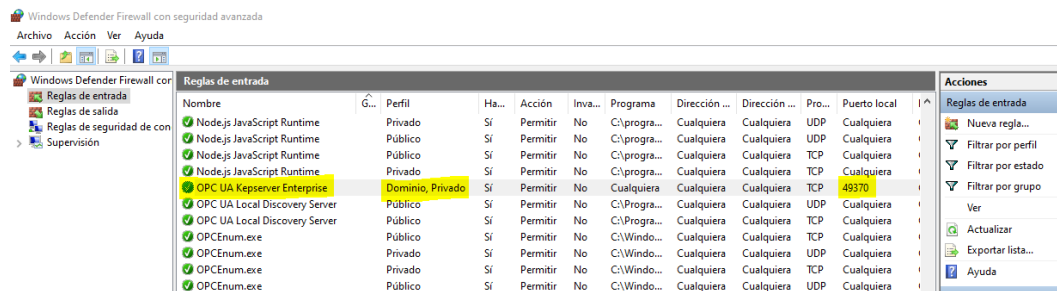 Windows Defender Firewall con seguridad avanzada
Archivo Acción Ver Ayuda
Windows Defender Firewall con
Reglas de entrada
Reglas de salida
Reglas de seguridad de con
Supervisión
Reglas de entrada
Nombre G... Perfil Ha... Acción Inva... Programa Dirección ... Dirección ... Pro... Puerto local
Node.js JavaScript Runtime Privado Sí Permitir No C:\progra... Cualquiera Cualquiera UDP Cualquiera
Node.js JavaScript Runtime Público Sí Permitir No C:\progra... Cualquiera Cualquiera UDP Cualquiera
Node.js JavaScript Runtime Público Sí Permitir No C:\progra... Cualquiera Cualquiera TCP Cualquiera
Node.js JavaScript Runtime Privado Sí Permitir No C:\progra... Cualquiera Cualquiera TCP Cualquiera
OPC UA Kepserver Enterprise Dominio, Privado Sí Permitir No Cualquiera Cualquiera Cualquiera TCP 49370
OPC UA Local Discovery Server Público Sí Permitir No C:\Progra... Cualquiera Cualquiera UDP Cualquiera
OPC UA Local Discovery Server Público Sí Permitir No C:\Progra... Cualquiera Cualquiera TCP Cualquiera
OPCEnum.exe Público Sí Permitir No C:\Windo... Cualquiera Cualquiera TCP Cualquiera
OPCEnum.exe Privado Sí Permitir No C:\Windo... Cualquiera Cualquiera UDP Cualquiera
OPCEnum.exe Privado Sí Permitir No C:\Windo... Cualquiera Cualquiera TCP Cualquiera
OPCEnum.exe Público Sí Permitir No C:\Windo... Cualquiera Cualquiera UDP Cualquiera
Acciones
Reglas de entrada
Nueva regla...
Filtrar por perfil
Filtrar por estado
Filtrar por grupo
Ver
Actualizar
Exportar lista...
Ayuda